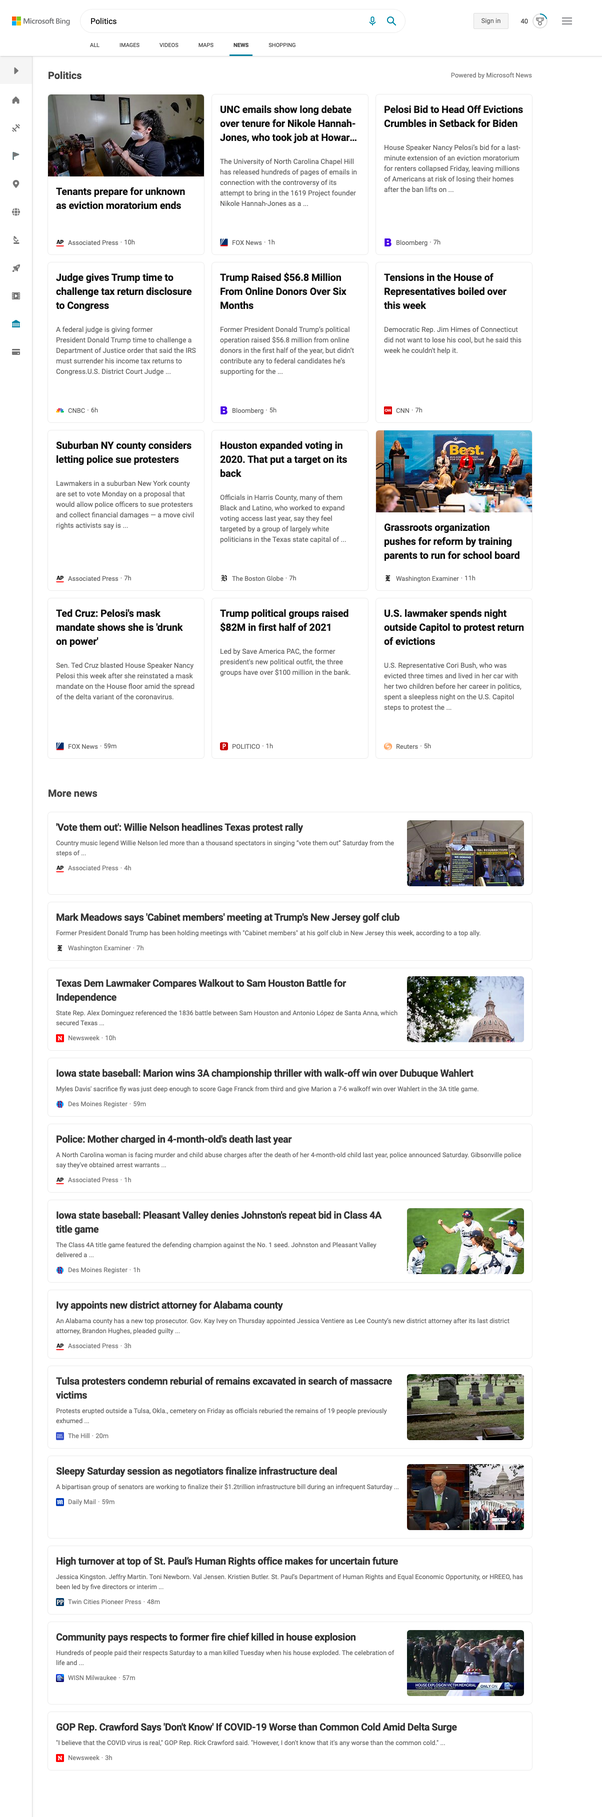 Microsoft Bing
Politics
Sign in
40
ALL
IMAGES
VIDEOS
MAPS
NEWS
SHOPPING
Politics
Powered by Microsoft News
Tenants prepare for unknown
as eviction moratorium ends
AP Associated Press · 10h
UNC emails show long debate
over tenure for Nikole Hannah-
Jones, who took job at Howar...
The University of North Carolina Chapel Hill
has released hundreds of pages of emails in
connection with the controversy of its
attempt to bring in the 1619 Project founder
Nikole Hannah-Jones as a ...
FOX News · 1h
Pelosi Bid to Head Off Evictions
Crumbles in Setback for Biden
House Speaker Nancy Pelosi's bid for a last-
minute extension of an eviction moratorium
for renters collapsed Friday, leaving millions
of Americans at risk of losing their homes
after the ban lifts on ...
B Bloomberg · 7h
Judge gives Trump time to
challenge tax return disclosure
to Congress
A federal judge is giving former
President Donald Trump time to challenge a
Department of Justice order that said the IRS
must surrender his income tax returns to
Congress.U.S. District Court Judge ...
CNBC · 6h
Trump Raised $56.8 Million
From Online Donors Over Six
Months
Former President Donald Trump's political
operation raised $56.8 million from online
donors in the first half of the year, but didn't
contribute any to federal candidates he's
supporting for the ...
B Bloomberg · 5h
Tensions in the House of
Representatives boiled over
this week
Democratic Rep. Jim Himes of Connecticut
did not want to lose his cool, but he said this
week he couldn't help it.
CNN CNN · 7h
Suburban NY county considers
letting police sue protesters
Lawmakers in a suburban New York county
are set to vote Monday on a proposal that
would allow police officers to sue protesters
and collect financial damages — a move civil
rights activists say is ...
AP Associated Press · 7h
Houston expanded voting in
2020. That put a target on its
back
Officials in Harris County, many of them
Black and Latino, who worked to expand
voting access last year, say they feel
targeted by a group of largely white
politicians in the Texas state capitol of ...
B The Boston Globe · 7h
Best.
Grassroots organization
pushes for reform by training
parents to run for school board
Washington Examiner · 11h
Ted Cruz: Pelosi's mask
mandate shows she is 'drunk
on power'
Sen. Ted Cruz blasted House Speaker Nancy
Pelosi this week after she reinstated a mask
mandate on the House floor amid the spread
of the delta variant of the coronavirus.
FOX News · 59m
Trump political groups raised
$82M in first half of 2021
Led by Save America PAC, the former
president's new political outfit, the three
groups have over $100 million in the bank.
P POLITICO · 1h
U.S. lawmaker spends night
outside Capitol to protest return
of evictions
U.S. Representative Cori Bush, who was
evicted three times and lived in her car with
her two children before her career in politics,
spent a sleepless night on the U.S. Capitol
steps to protest the ...
Reuters · 5h
More news
'Vote them out': Willie Nelson headlines Texas protest rally
Country music legend Willie Nelson led more than a thousand spectators in singing "vote them out" Saturday from the
steps of ...
AP Associated Press · 4h
Mark Meadows says 'Cabinet members' meeting at Trump's New Jersey golf club
Former President Donald Trump has been holding meetings with "Cabinet members" at his golf club in New Jersey this week, according to a top ally.
Washington Examiner · 7h
Texas Dem Lawmaker Compares Walkout to Sam Houston Battle for
Independence
State Rep. Alex Dominguez referenced the 1836 battle between Sam Houston and Antonio López de Santa Anna, which
secured Texas ...
N Newsweek · 10h
Iowa state baseball: Marion wins 3A championship thriller with walk-off win over Dubuque Wahlert
Myles Davis' sacrifice fly was just deep enough to score Gage Franck from third and give Marion a 7-6 walkoff win over Wahlert in the 3A title game.
Des Moines Register · 59m
Police: Mother charged in 4-month-old's death last year
A North Carolina woman is facing murder and child abuse charges after the death of her 4-month-old child last year, police announced Saturday. Gibsonville police
say they've obtained arrest warrants ...
AP Associated Press · 1h
Iowa state baseball: Pleasant Valley denies Johnston's repeat bid in Class 4A
title game
The Class 4A title game featured the defending champion against the No. 1 seed. Johnston and Pleasant Valley
delivered a ...
Des Moines Register · 1h
Ivy appoints new district attorney for Alabama county
An Alabama county has a new top prosecutor. Gov. Kay Ivey on Thursday appointed Jessica Ventiere as Lee County's new district attorney after its last district
attorney, Brandon Hughes, pleaded guilty ...
AP Associated Press · 3h
Tulsa protesters condemn reburial of remains excavated in search of massacre
victims
Protests erupted outside a Tulsa, Okla., cemetery on Friday as officials reburied the remains of 19 people previously
exhumed ...
The Hill · 20m
Sleepy Saturday session as negotiators finalize infrastructure deal
A bipartisan group of senators are working to finalize their $1.2trillion infrastructure bill during an infrequent Saturday ...
Daily Mail · 59m
High turnover at top of St. Paul's Human Rights office makes for uncertain future
Jessica Kingston. Jeffry Martin. Toni Newborn. Val Jensen. Kristien Butler. St. Paul's Department of Human Rights and Equal Economic Opportunity, or HREEO, has
been led by five directors or interim ...
PP Twin Cities Pioneer Press · 48m
Community pays respects to former fire chief killed in house explosion
Hundreds of people paid their respects Saturday to a man killed Tuesday when his house exploded. The celebration of
life and ...
WISN Milwaukee · 57m
HOUSE EXPLOSION VICTIM MEMORIAL
GOP Rep. Crawford Says 'Don't Know' If COVID-19 Worse than Common Cold Amid Delta Surge
"I believe that the COVID virus is real," GOP Rep. Rick Crawford said. "However, I don't know that it's any worse than the common cold." ...
N Newsweek · 3h